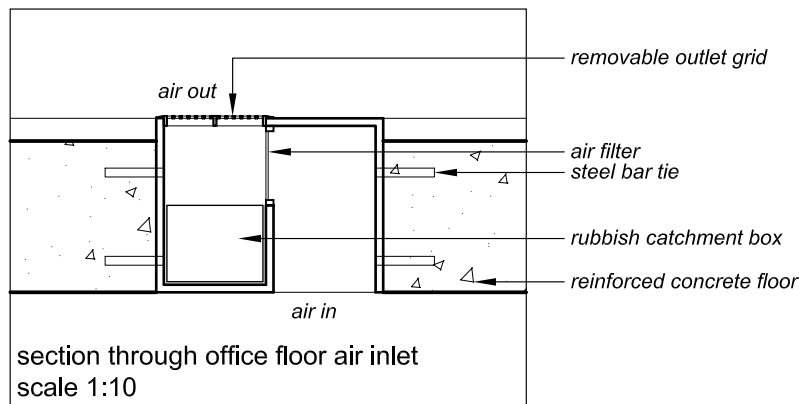 removable outlet grid
air out
air filter
steel bar tie
rubbish catchment box
reinforced concrete floor
air in
section through office floor air inlet
scale 1:10